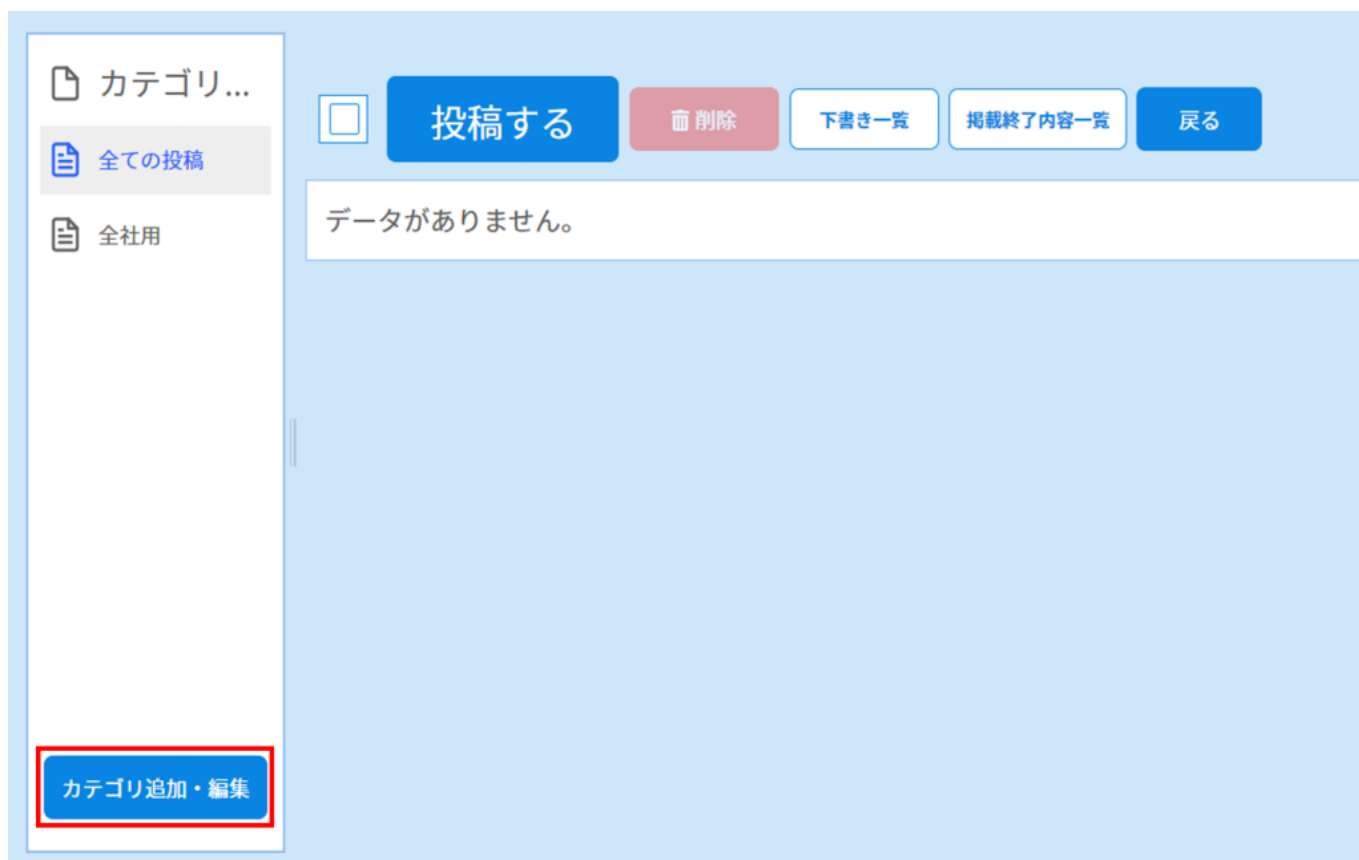 カテゴリ...
全ての投稿
全社用
カテゴリ追加・編集
投稿する
削除
下書き一覧
掲載終了内容一覧
戻る
データがありません。